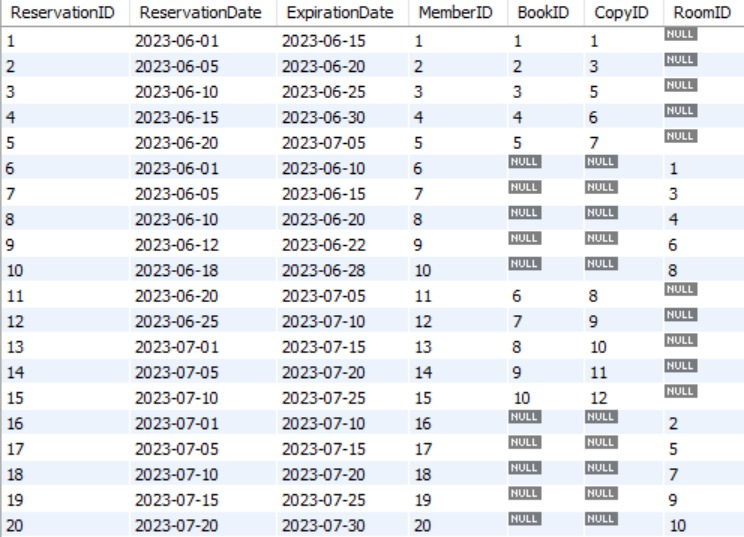 ReservationID ReservationDate ExpirationDate MemberID BookID CopyID RoomID
1 2023-06-01 2023-06-15 1 1 1 NULL
2 2023-06-05 2023-06-20 2 2 3 NULL
3 2023-06-10 2023-06-25 3 3 5 NULL
4 2023-06-15 2023-06-30 4 4 6 NULL
5 2023-06-20 2023-07-05 5 5 7 NULL
6 2023-06-01 2023-06-10 6 NULL NULL 1
7 2023-06-05 2023-06-15 7 NULL NULL 3
8 2023-06-10 2023-06-20 8 NULL NULL 4
9 2023-06-12 2023-06-22 9 NULL NULL 6
10 2023-06-18 2023-06-28 10 NULL NULL 8
11 2023-06-20 2023-07-05 11 6 8 NULL
12 2023-06-25 2023-07-10 12 7 9 NULL
13 2023-07-01 2023-07-15 13 8 10 NULL
14 2023-07-05 2023-07-20 14 9 11 NULL
15 2023-07-10 2023-07-25 15 10 12 NULL
16 2023-07-01 2023-07-10 16 NULL NULL 2
17 2023-07-05 2023-07-15 17 NULL NULL 5
18 2023-07-10 2023-07-20 18 NULL NULL 7
19 2023-07-15 2023-07-25 19 NULL NULL 9
20 2023-07-20 2023-07-30 20 NULL NULL 10